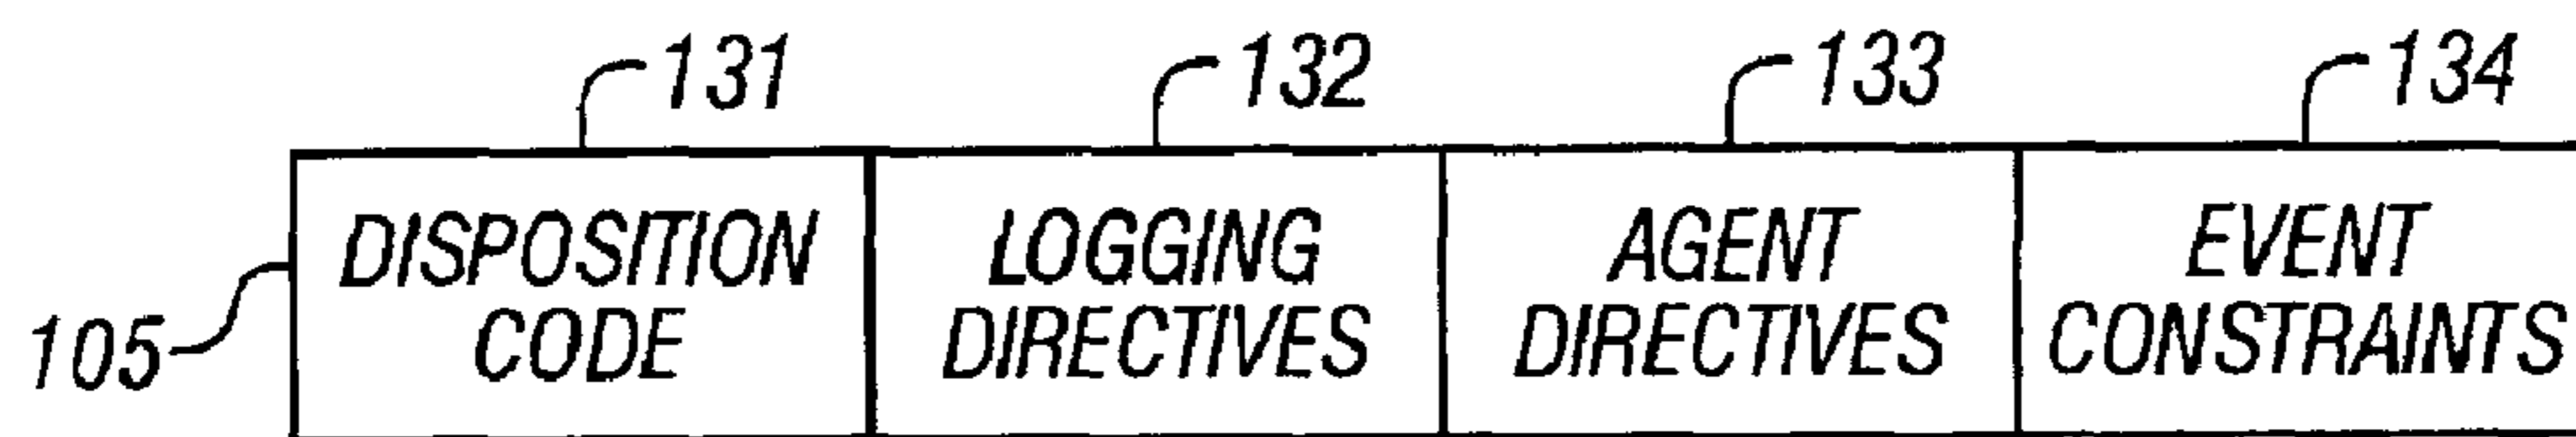 131 132 133 134
DISPOSITION LOGGING AGENT EVENT
105 CODE DIRECTIVES DIRECTIVES CONSTRAINTS